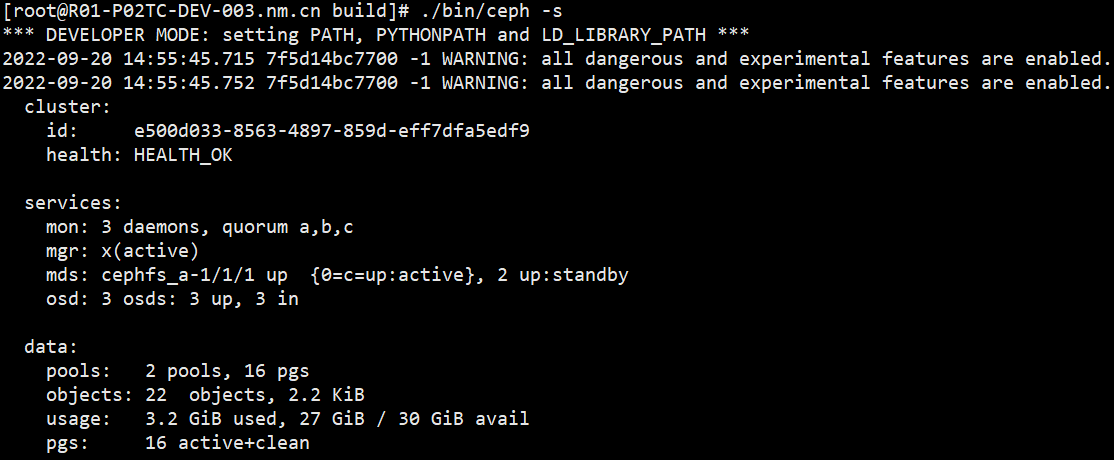 [root@R01-P02TC-DEV-003.nm.cn build]# ./bin/ceph -s
*** DEVELOPER MODE: setting PATH, PYTHONPATH and LD_LIBRARY_PATH ***
2022-09-20 14:55:45.715 7f5d14bc7700 -1 WARNING: all dangerous and experimental features are enabled.
2022-09-20 14:55:45.752 7f5d14bc7700 -1 WARNING: all dangerous and experimental features are enabled.
  cluster:
    id:     e500d033-8563-4897-859d-eff7dfa5edf9
    health: HEALTH_OK

  services:
    mon: 3 daemons, quorum a,b,c
    mgr: x(active)
    mds: cephfs_a-1/1/1 up  {0=c=up:active}, 2 up:standby
    osd: 3 osds: 3 up, 3 in

  data:
    pools:   2 pools, 16 pgs
    objects: 22  objects, 2.2 KiB
    usage:   3.2 GiB used, 27 GiB / 30 GiB avail
    pgs:     16 active+clean